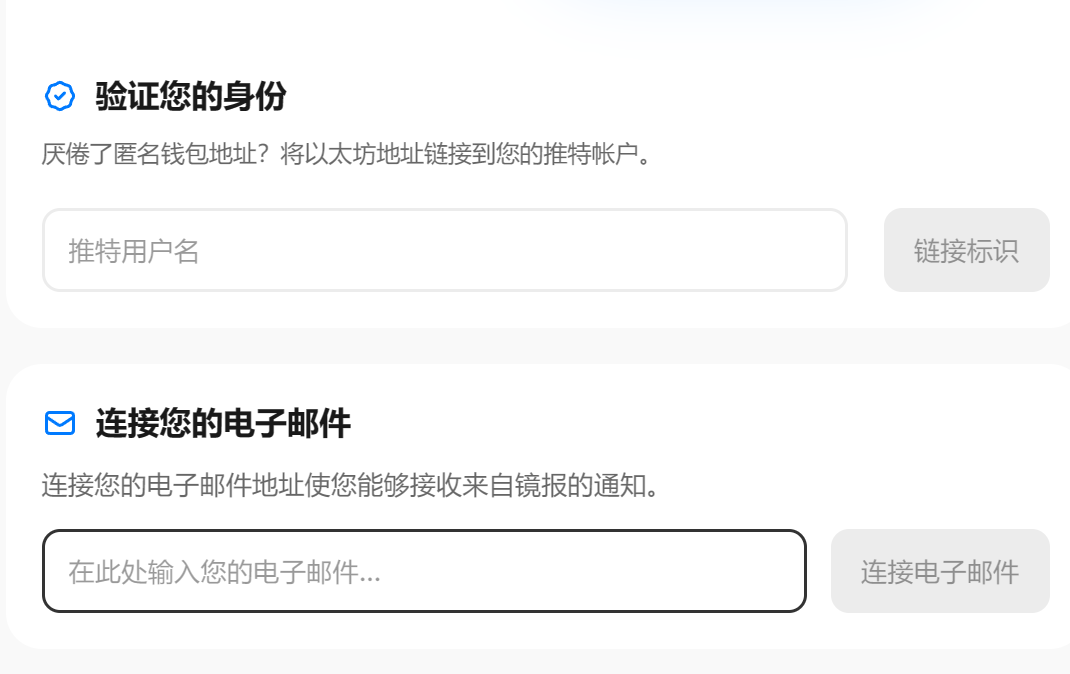 验证您的身份
厌倦了匿名钱包地址？将以太坊地址链接到您的推特帐户。
推特用户名
链接标识
连接您的电子邮件
连接您的电子邮件地址使您能够接收来自镜报的通知。
在此处输入您的电子邮件...
连接电子邮件